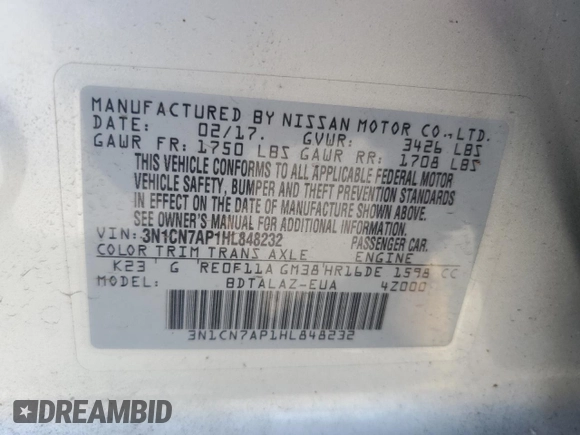 MANUFACTURED BY NISSAN MOTOR CO.,LTD.
DATE: 02/17. GVWR: 3426 LBS
GAWR FR: 1750 LBS GAWR RR: 1708 LBS
THIS VEHICLE CONFORMS TO ALL APPLICABLE FEDERAL MOTOR
VEHICLE SAFETY, BUMPER AND THEFT PREVENTION STANDARDS
IN EFFECT ON THE DATE OF MANUFACTURE SHOWN ABOVE.
SEE OWNER'S MANUAL FOR ADDITIONAL INFORMATION.
VIN: 3N1CN7AP1HL848232 PASSENGER CAR.
COLOR TRIM TRANS AXLE ENGINE
K23 G RE0F11A GM38 HR16DE 1598 CC
MODEL: BDTALAZ-EUA 4Z000
3N1CN7AP1HL848232
DREAMBID